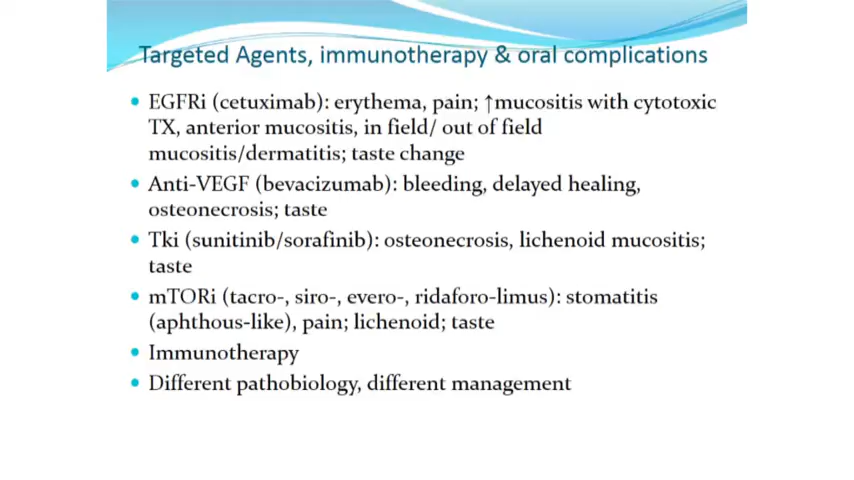 Targeted Agents, immunotherapy & oral complications
• EGFRi (cetuximab): erythema, pain; ↑mucositis with cytotoxic
TX, anterior mucositis, in field/ out of field
mucositis/dermatitis; taste change
• Anti-VEGF (bevacizumab): bleeding, delayed healing,
osteonecrosis; taste
• Tki (sunitinib/sorafinib): osteonecrosis, lichenoid mucositis;
taste
• mTORi (tacro-, siro-, evero-, ridaforo-limus): stomatitis
(aphthous-like), pain; lichenoid; taste
• Immunotherapy
• Different pathobiology, different management